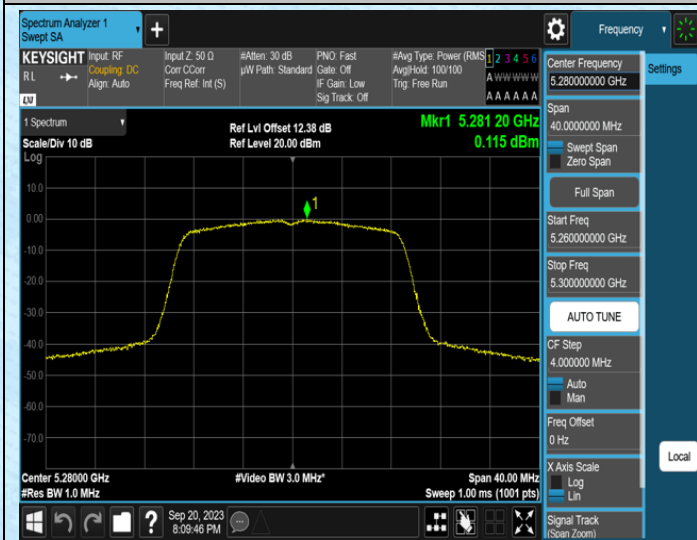 Spectrum Analyzer 1
Swept SA
+
Frequency
KEYSIGHT
RL
LXI
Input: RF
Coupling: DC
Align: Auto
Input Z: 50 Ω
Corr CCorr
Freq Ref: Int (S)
#Atten: 30 dB
µW Path: Standard
PNO: Fast
Gate: Off
IF Gain: Low
Sig Track: Off
#Avg Type: Power (RMS
Avg|Hold: 100/100
Trig: Free Run
1 2 3 4 5 6
A W W W W W
A A A A A A
1 Spectrum
Scale/Div 10 dB
Ref Lvl Offset 12.38 dB
Ref Level 20.00 dBm
Mkr1 5.281 20 GHz
0.115 dBm
Log
1
10.0
0.00
-10.0
-20.0
-30.0
-40.0
-50.0
-60.0
-70.0
Center 5.28000 GHz
#Res BW 1.0 MHz
#Video BW 3.0 MHz*
Span 40.00 MHz
Sweep 1.00 ms (1001 pts)
Sep 20, 2023
8:09:46 PM
?
Center Frequency
5.280000000 GHz
Span
40.0000000 MHz
Swept Span
Zero Span
Full Span
Start Freq
5.260000000 GHz
Stop Freq
5.300000000 GHz
AUTO TUNE
CF Step
4.000000 MHz
Auto
Man
Freq Offset
0 Hz
X Axis Scale
Log
Lin
Signal Track
(Span Zoom)
Settings
Local